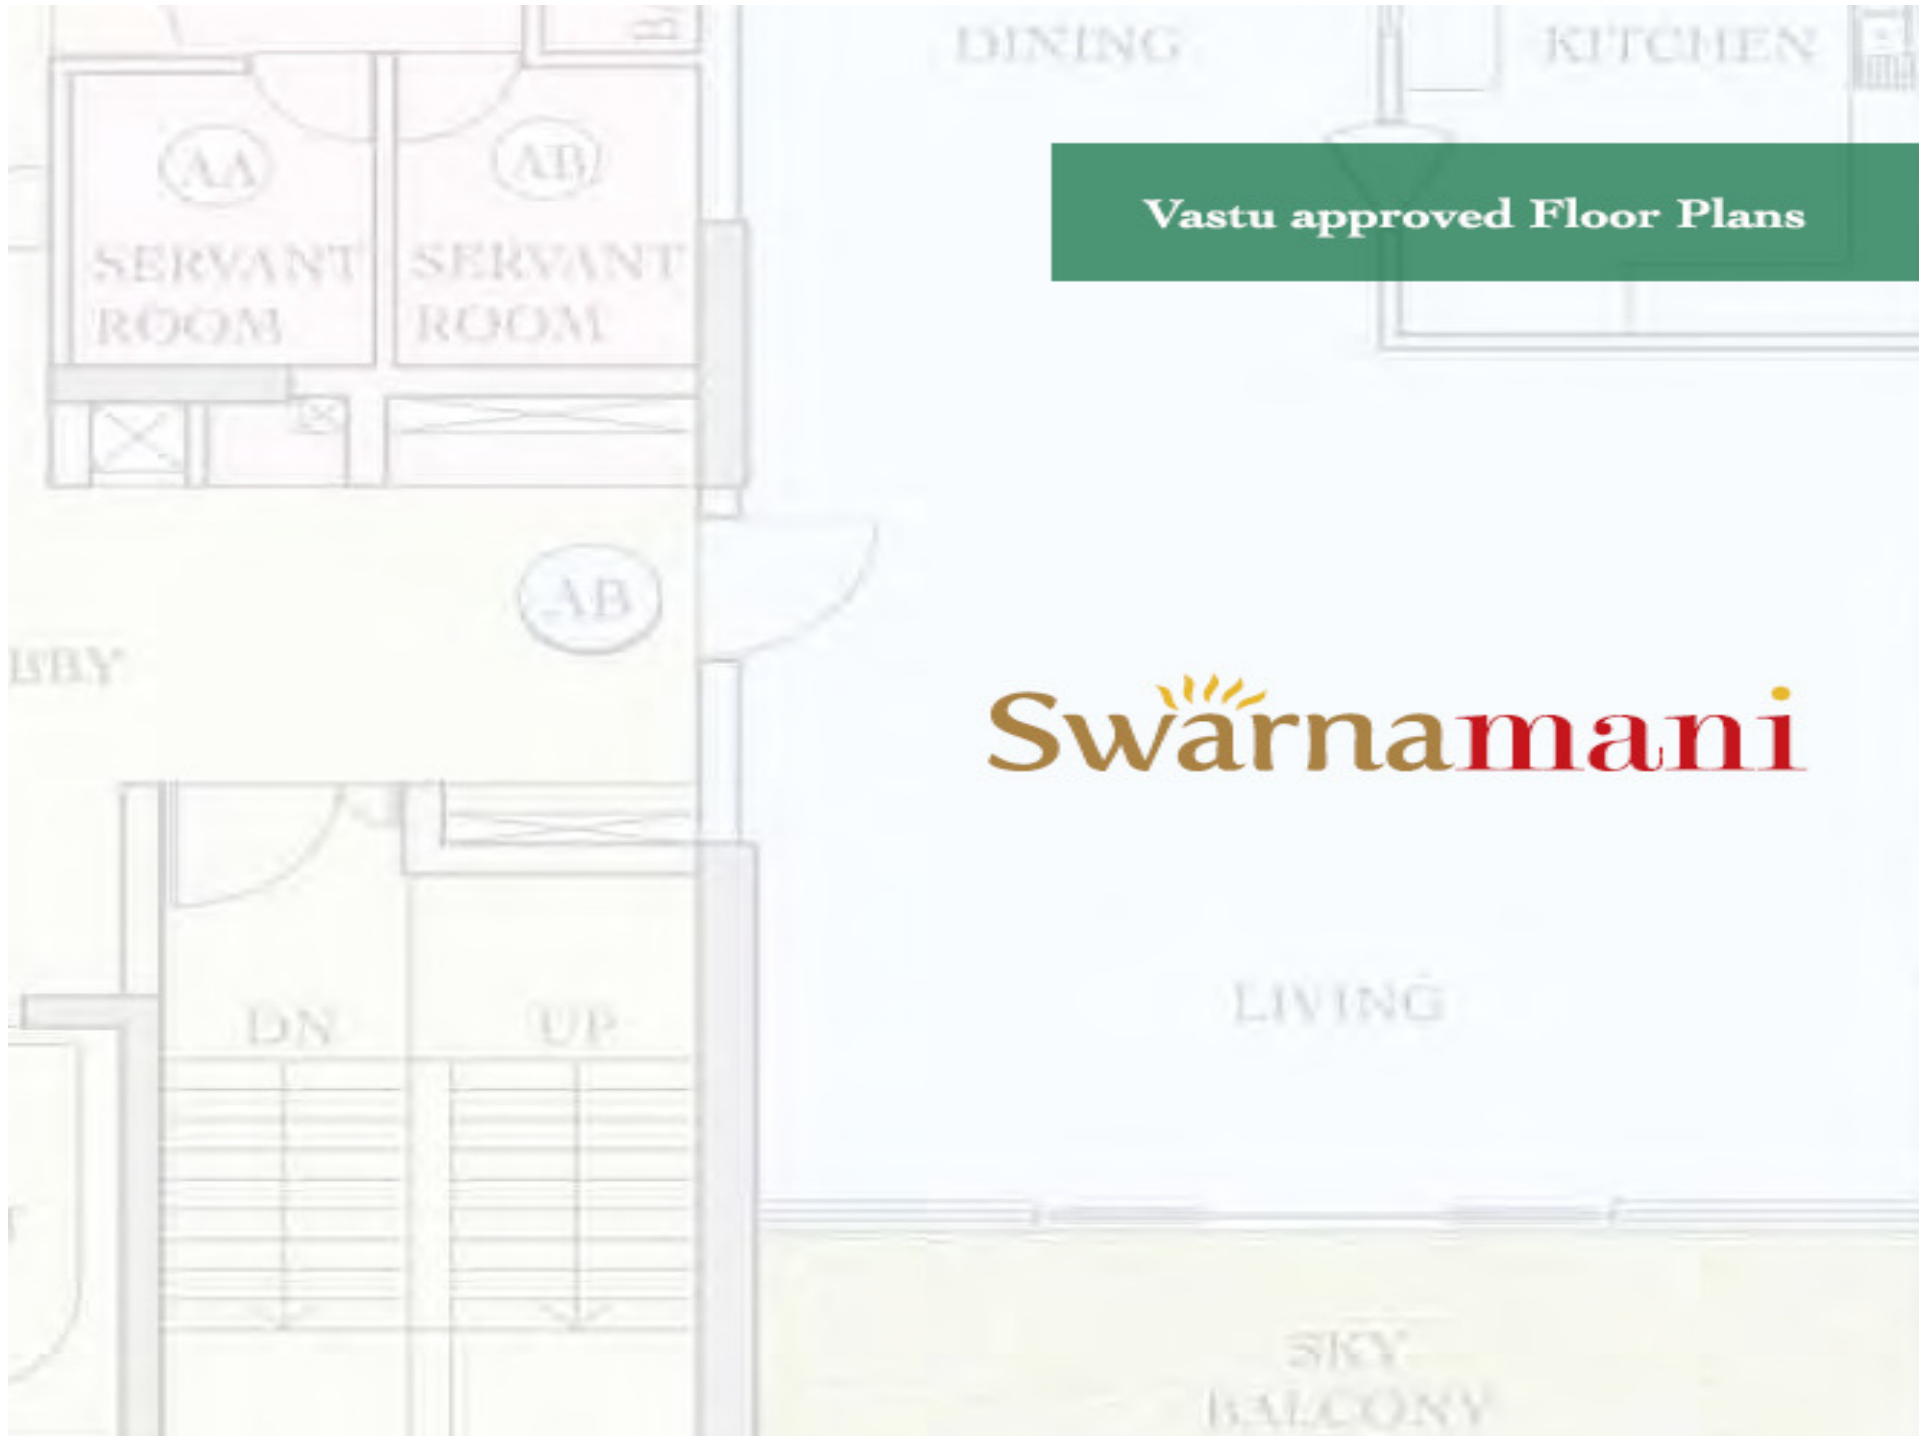 DINING
KITCHEN
AA
AB
SERVANT
ROOM
SERVANT
ROOM
Vastu approved Floor Plans
AB
BBY
Swarnamani
LIVING
DN
UP
SKY
BALCONY